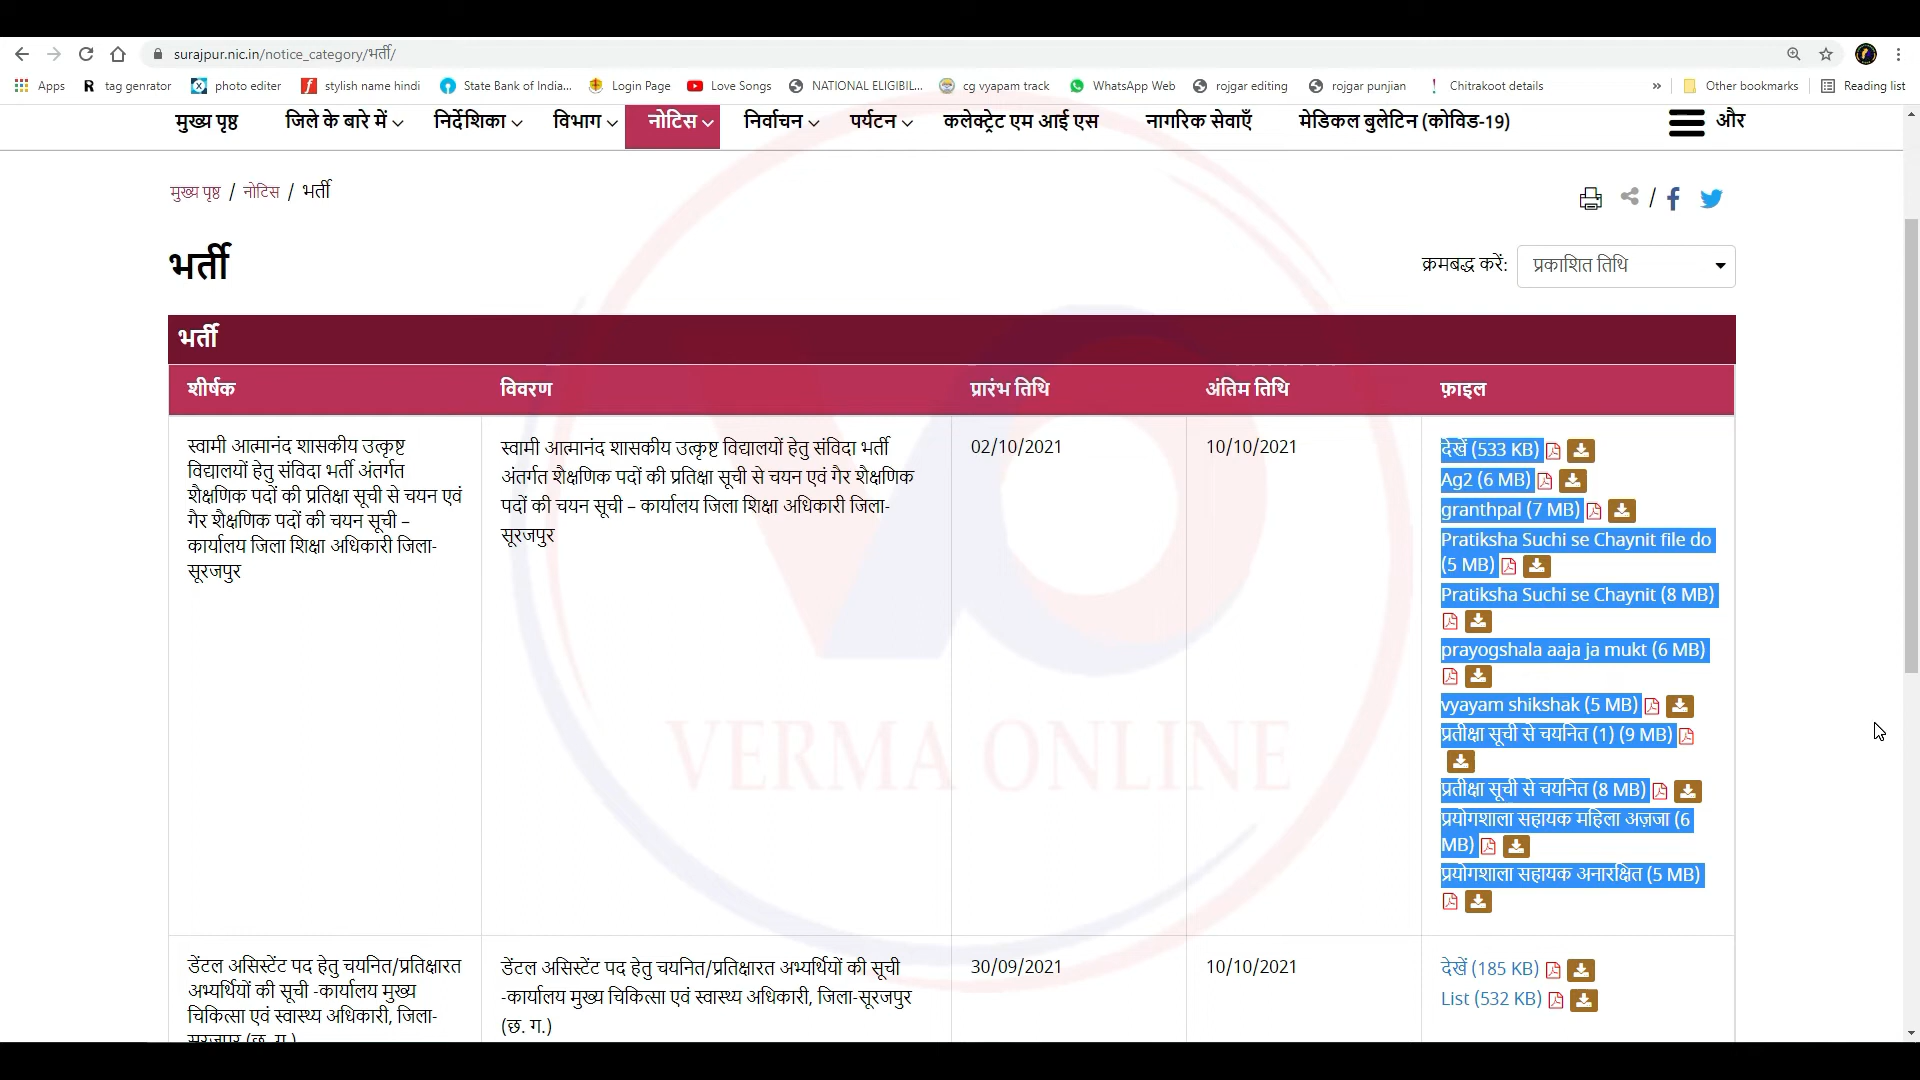 surajpur.nic.in/notice_category/भर्ती/
Apps
tag genrator
photo editer
stylish name hindi
State Bank of India...
Login Page
Love Songs
NATIONAL ELIGIBIL...
cg vyapam track
WhatsApp Web
rojgar editing
rojgar punjian
Chitrakoot details
»
Other bookmarks
Reading list
मुख्य पृष्ठ
जिले के बारे में
निर्देशिका
विभाग
नोटिस
निर्वाचन
पर्यटन
कलेक्ट्रेट एम आई एस
नागरिक सेवाएँ
मेडिकल बुलेटिन (कोविड-19)
और
मुख्य पृष्ठ / नोटिस / भर्ती
/
भर्ती
क्रमबद्ध करें:
प्रकाशित तिथि
भर्ती
शीर्षक
विवरण
प्रारंभ तिथि
अंतिम तिथि
फ़ाइल
स्वामी आत्मानंद शासकीय उत्कृष्ट
विद्यालयों हेतु संविदा भर्ती अंतर्गत
शैक्षणिक पदों की प्रतिक्षा सूची से चयन एवं
गैर शैक्षणिक पदों की चयन सूची –
कार्यालय जिला शिक्षा अधिकारी जिला-
सूरजपुर
स्वामी आत्मानंद शासकीय उत्कृष्ट विद्यालयों हेतु संविदा भर्ती
अंतर्गत शैक्षणिक पदों की प्रतिक्षा सूची से चयन एवं गैर शैक्षणिक
पदों की चयन सूची – कार्यालय जिला शिक्षा अधिकारी जिला-
सूरजपुर
02/10/2021
10/10/2021
देखें (533 KB)
Ag2 (6 MB)
granthpal (7 MB)
Pratiksha Suchi se Chaynit file do
(5 MB)
Pratiksha Suchi se Chaynit (8 MB)
prayogshala aaja ja mukt (6 MB)
vyayam shikshak (5 MB)
प्रतीक्षा सूची से चयनित (1) (9 MB)
प्रतीक्षा सूची से चयनित (8 MB)
प्रयोगशाला सहायक महिला अज़जा (6
MB)
प्रयोगशाला सहायक अनारक्षित (5 MB)
VERMA ONLINE
डेंटल असिस्टेंट पद हेतु चयनित/प्रतिक्षारत
अभ्यर्थियों की सूची -कार्यालय मुख्य
चिकित्सा एवं स्वास्थ्य अधिकारी, जिला-
सूरजपुर (छ. ग.)
डेंटल असिस्टेंट पद हेतु चयनित/प्रतिक्षारत अभ्यर्थियों की सूची
-कार्यालय मुख्य चिकित्सा एवं स्वास्थ्य अधिकारी, जिला-सूरजपुर
(छ. ग.)
30/09/2021
10/10/2021
देखें (185 KB)
List (532 KB)